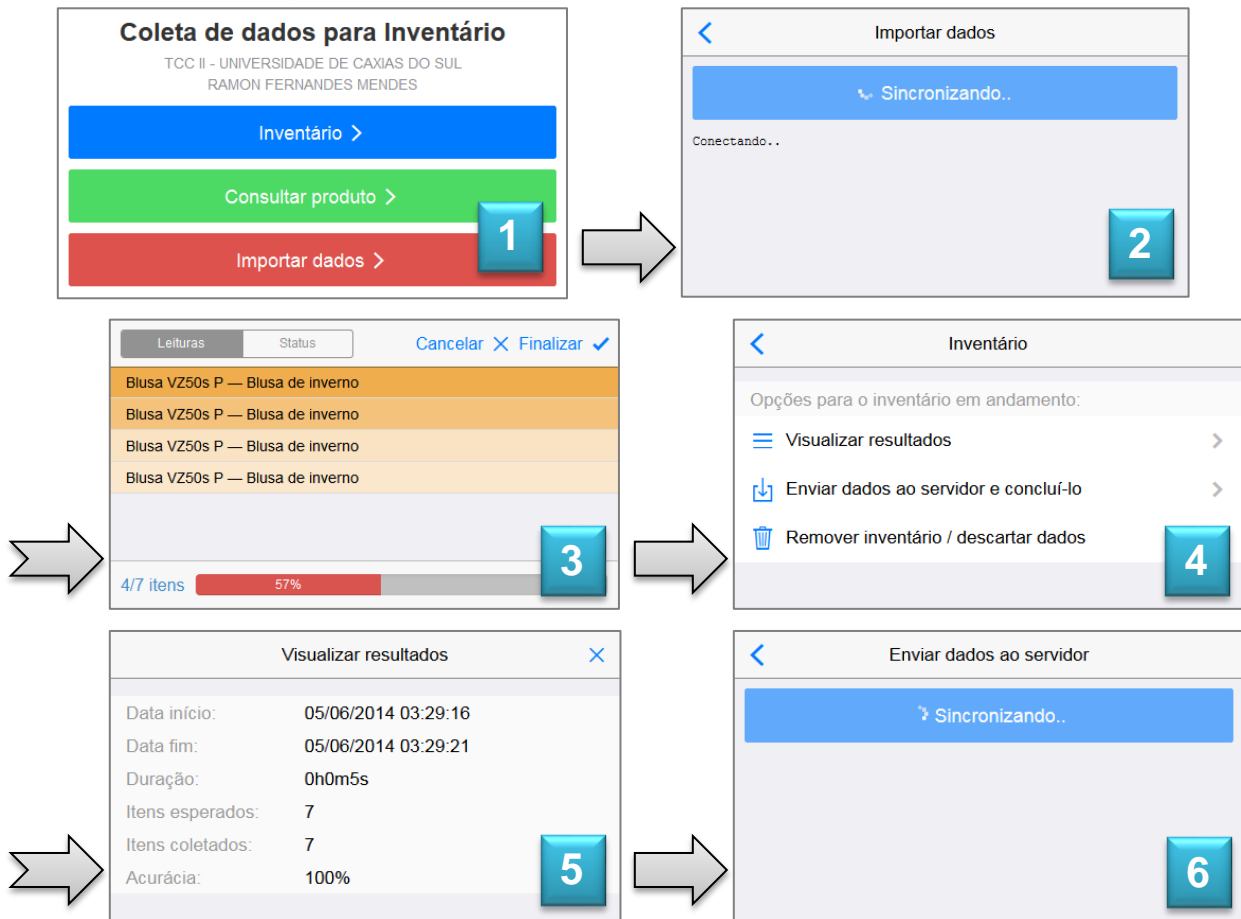 Coleta de dados para Inventário
TCC II - UNIVERSIDADE DE CAXIAS DO SUL
RAMON FERNANDES MENDES
Inventário
Consultar produto
Importar dados
1
Importar dados
Sincronizando..
Conectando..
2
Leituras Status Cancelar Finalizar
Blusa VZ50s P — Blusa de inverno
Blusa VZ50s P — Blusa de inverno
Blusa VZ50s P — Blusa de inverno
Blusa VZ50s P — Blusa de inverno
4/7 itens 57%
3
Inventário
Opções para o inventário em andamento:
Visualizar resultados
Enviar dados ao servidor e concluí-lo
Remover inventário / descartar dados
4
Visualizar resultados
Data início: 05/06/2014 03:29:16
Data fim: 05/06/2014 03:29:21
Duração: 0h0m5s
Itens esperados: 7
Itens coletados: 7
Acurácia: 100%
5
Enviar dados ao servidor
Sincronizando..
6